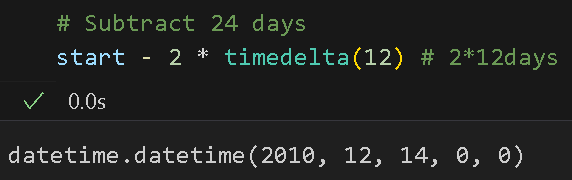 # Subtract 24 days
start - 2 * timedelta(12) # 2*12days
✓ 0.0s
datetime.datetime(2010, 12, 14, 0, 0)